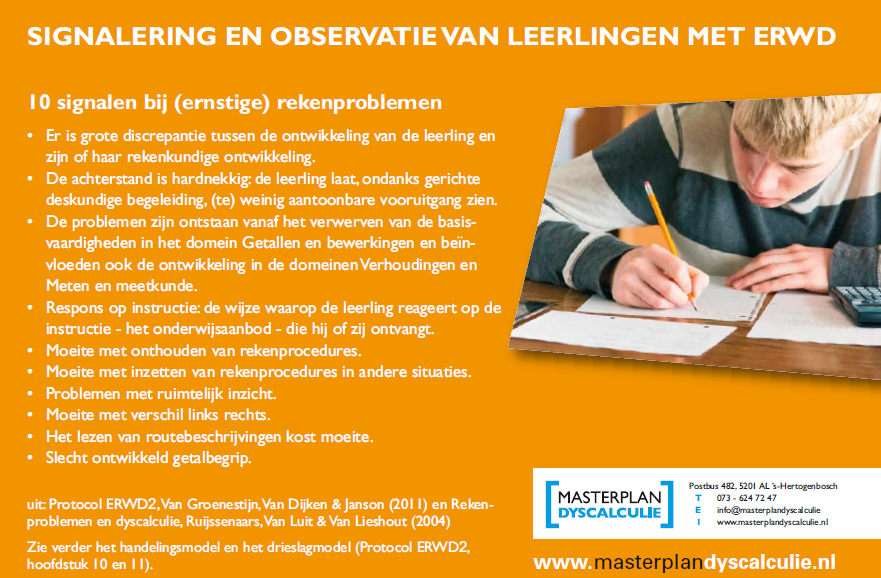 SIGNALERING EN OBSERVATIE VAN LEERLINGEN MET ERWD
10 signalen bij (ernstige) rekenproblemen
• Er is grote discrepantie tussen de ontwikkeling van de leerling en
zijn of haar rekenkundige ontwikkeling.
• De achterstand is hardnekkig: de leerling laat, ondanks gerichte
deskundige begeleiding, (te) weinig aantoonbare vooruitgang zien.
• De problemen zijn ontstaan vanaf het verwerven van de basis-
vaardigheden in het domein Getallen en bewerkingen en beïn-
vloeden ook de ontwikkeling in de domeinen Verhoudingen en
Meten en meetkunde.
• Respons op instructie: de wijze waarop de leerling reageert op de
instructie - het onderwijsaanbod - die hij of zij ontvangt.
• Moeite met onthouden van rekenprocedures.
• Moeite met inzetten van rekenprocedures in andere situaties.
• Problemen met ruimtelijk inzicht.
• Moeite met verschil links rechts.
• Het lezen van routebeschrijvingen kost moeite.
• Slecht ontwikkeld getalbegrip.
uit: Protocol ERWD2, Van Groenestijn, Van Dijken & Janson (2011) en Reken-
problemen en dyscalculie, Ruijssenaars, Van Luit & Van Lieshout (2004)
Zie verder het handelingsmodel en het drieslagmodel (Protocol ERWD2,
hoofdstuk 10 en 11).
MASTERPLAN
DYSCALCULIE
Postbus 482, 5201 AL 's-Hertogenbosch
T 073 - 624 72 47
E info@masterplandyscalculie
I www.masterplandyscalculie.nl
www.masterplandyscalculie.nl